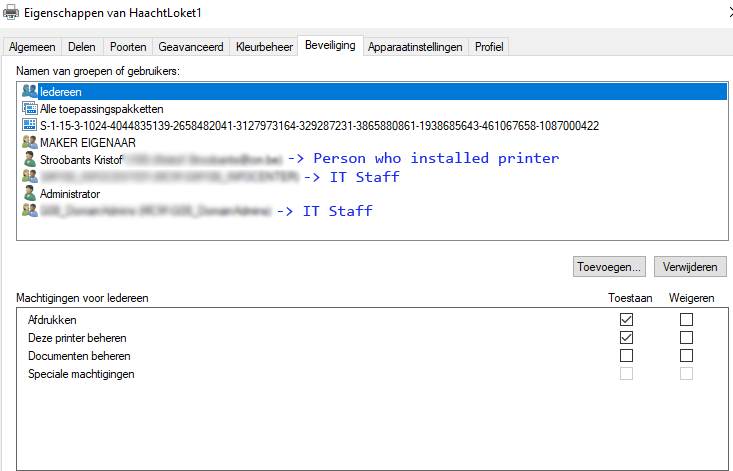 Eigenschappen van HaachtLoket1
Algemeen Delen Poorten Geavanceerd Kleurbeheer Beveiliging Apparaatinstellingen Profiel
Namen van groepen of gebruikers:
Iedereen
Alle toepassingspakketten
S-1-15-3-1024-4044835139-2658482041-3127973164-329287231-3865880861-1938685643-461067658-1087000422
MAKER EIGENAAR
Stroobants Kristof -> Person who installed printer
-> IT Staff
Administrator
-> IT Staff
Toevoegen... Verwijderen
Machtigingen voor Iedereen Toestaan Weigeren
Afdrukken
Deze printer beheren
Documenten beheren
Speciale machtigingen